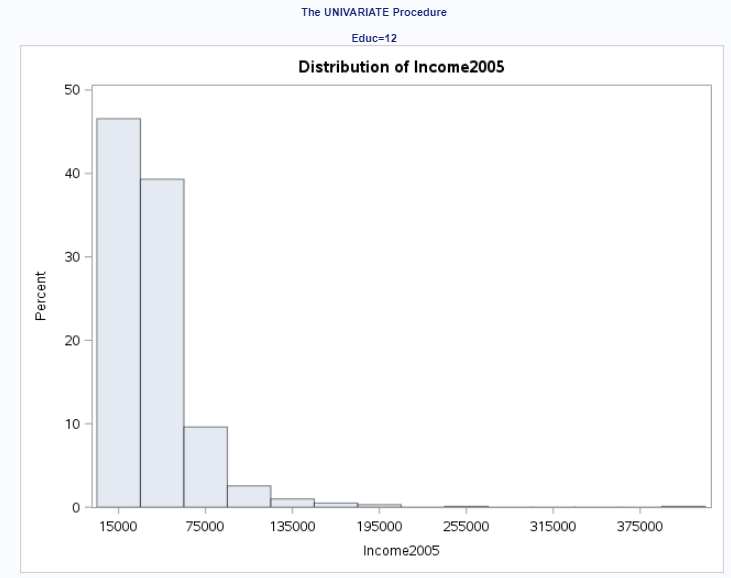 The UNIVARIATE Procedure
Educ=12
Distribution of Income2005
50
40
30
20
10
0
Percent
15000 75000 135000 195000 255000 315000 375000
Income2005